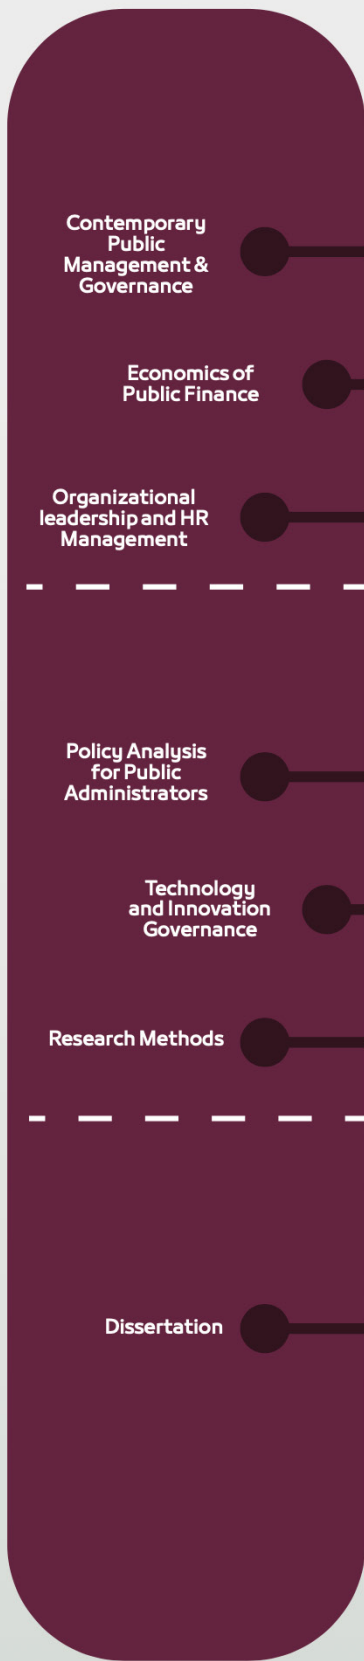 Contemporary
Public
Management &
Governance
Economics of
Public Finance
Organizational
leadership and HR
Management
Policy Analysis
for Public
Administrators
Technology
and Innovation
Governance
Research Methods
Dissertation